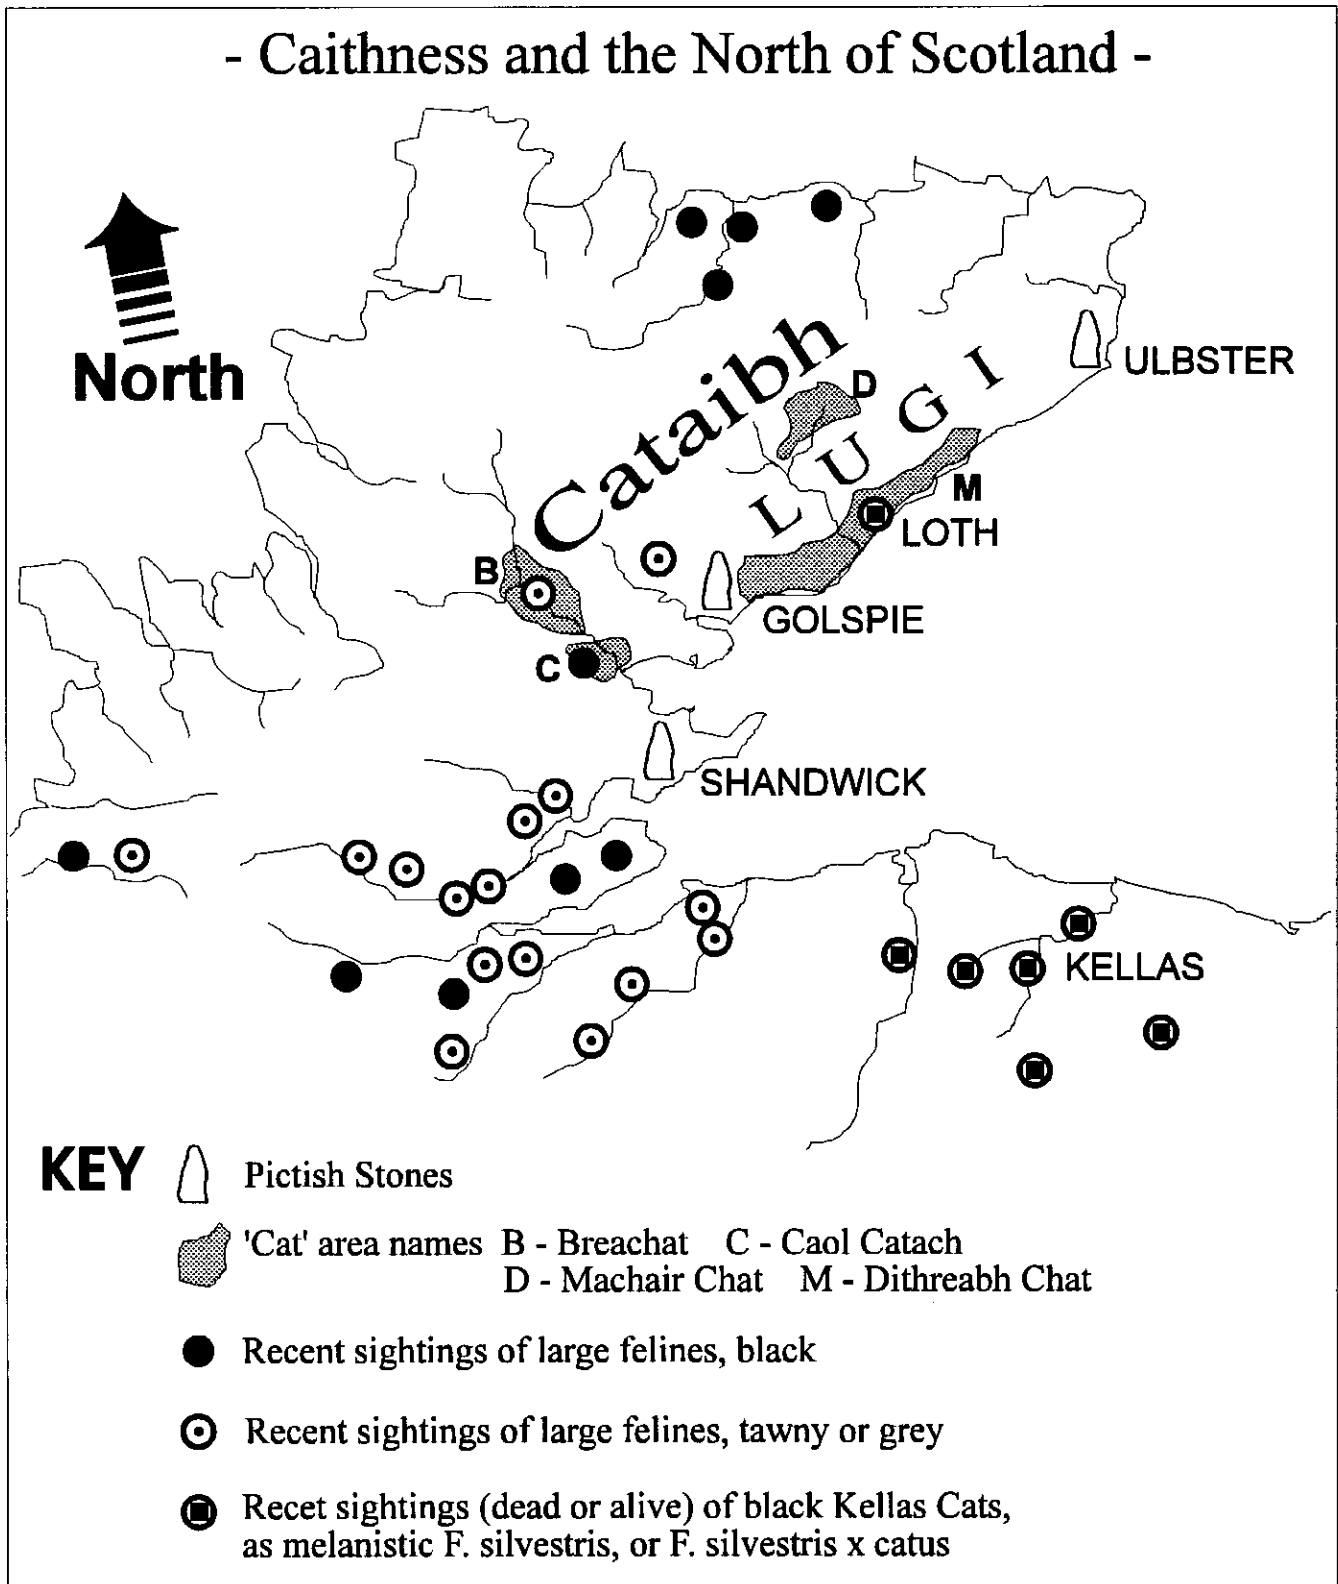 - Caithness and the North of Scotland -
North
Cataibh
LUGI
ULBSTER
D
M
LOTH
B
GOLSPIE
C
SHANDWICK
KELLAS
KEY
Pictish Stones
'Cat' area names B - Breachat C - Caol Catach
D - Machair Chat M - Dithreabh Chat
Recent sightings of large felines, black
Recent sightings of large felines, tawny or grey
Recet sightings (dead or alive) of black Kellas Cats,
as melanistic F. silvestris, or F. silvestris x catus